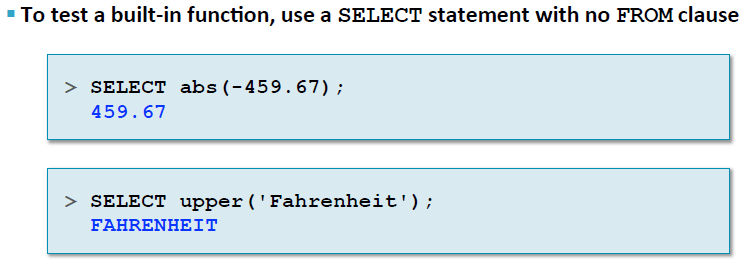 ▪ To test a built-in function, use a SELECT statement with no FROM clause
> SELECT abs(-459.67);
459.67
> SELECT upper('Fahrenheit');
FAHRENHEIT